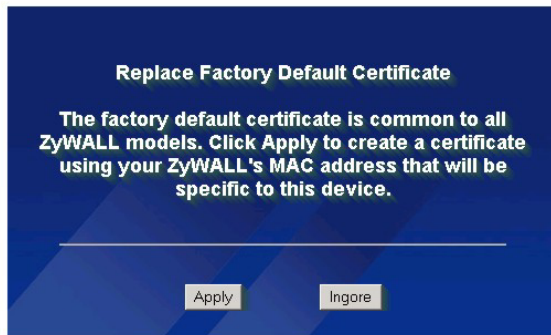 Replace Factory Default Certificate
The factory default certificate is common to all
ZyWALL models. Click Apply to create a certificate
using your ZyWALL's MAC address that will be
specific to this device.
Apply
Ingore